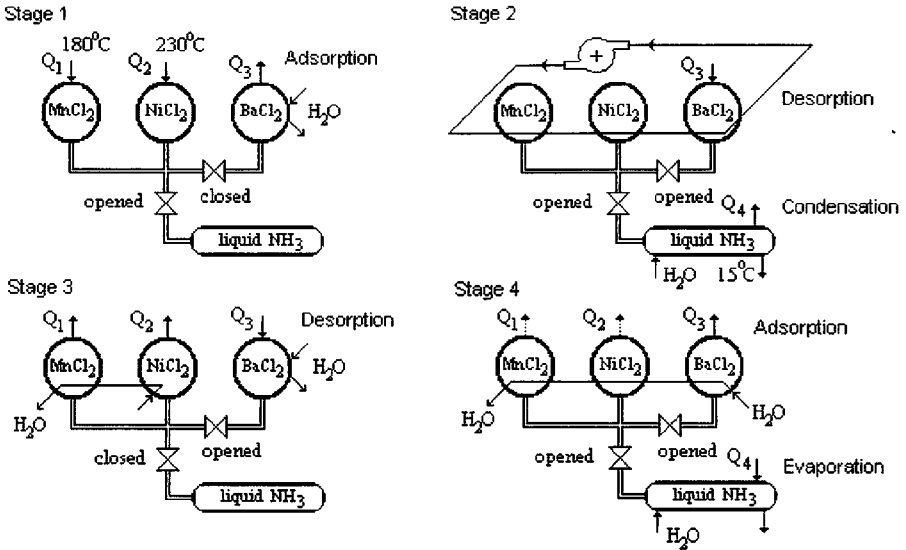 Stage 1
180°C 230°C
Q1 Q2 Q3 Adsorption
MnCl2 NiCl2 BaCl2 H2O
opened closed
liquid NH3
Stage 2
+
Q3
MnCl2 NiCl2 BaCl2 Desorption
opened opened
Q4 Condensation
liquid NH3
H2O 15°C
Stage 3
Q1 Q2 Q3 Desorption
MnCl2 NiCl2 BaCl2 H2O
H2O
closed opened
liquid NH3
Stage 4
Q1 Q2 Q3 Adsorption
MnCl2 NiCl2 BaCl2
H2O H2O
opened opened
Q4 Evaporation
liquid NH3
H2O